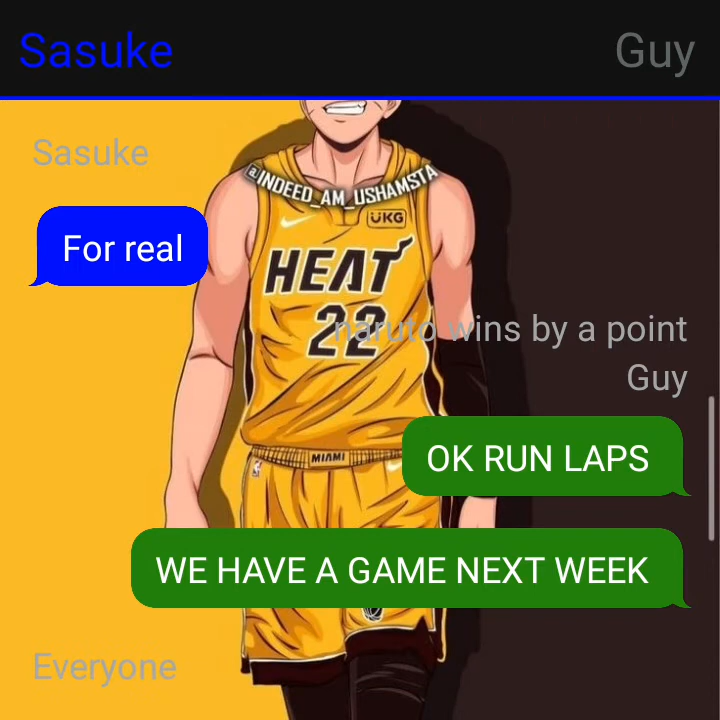 Sasuke
Guy
Sasuke
@INDEED_AM_USHAMSTA
UKG
For real
HEAT
22
naruto wins by a point
Guy
OK RUN LAPS
MIAMI
WE HAVE A GAME NEXT WEEK
Everyone